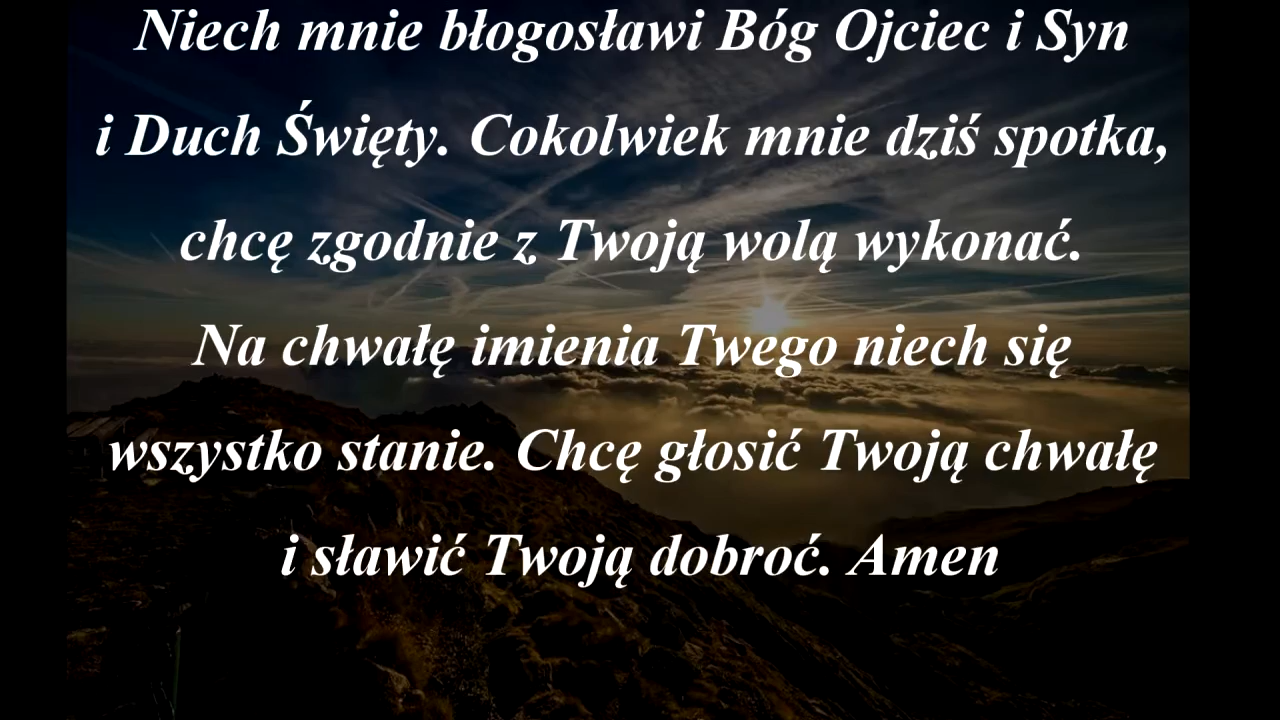 Niech mnie błogosławi Bóg Ojciec i Syn
i Duch Święty. Cokolwiek mnie dziś spotka,
chcę zgodnie z Twoją wolą wykonać.
Na chwałę imienia Twego niech się
wszystko stanie. Chcę głosić Twoją chwałę
i sławić Twoją dobroć. Amen